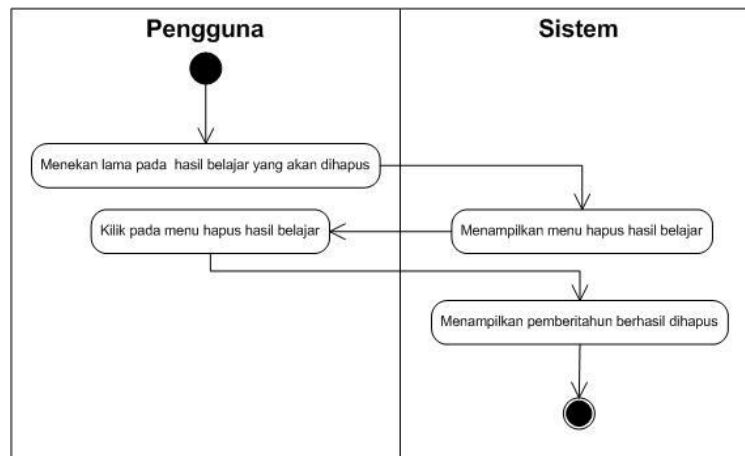 Pengguna
Sistem
Menekan lama pada hasil belajar yang akan dihapus
Menampilkan menu hapus hasil belajar
Kilik pada menu hapus hasil belajar
Menampilkan pemberitahun berhasil dihapus